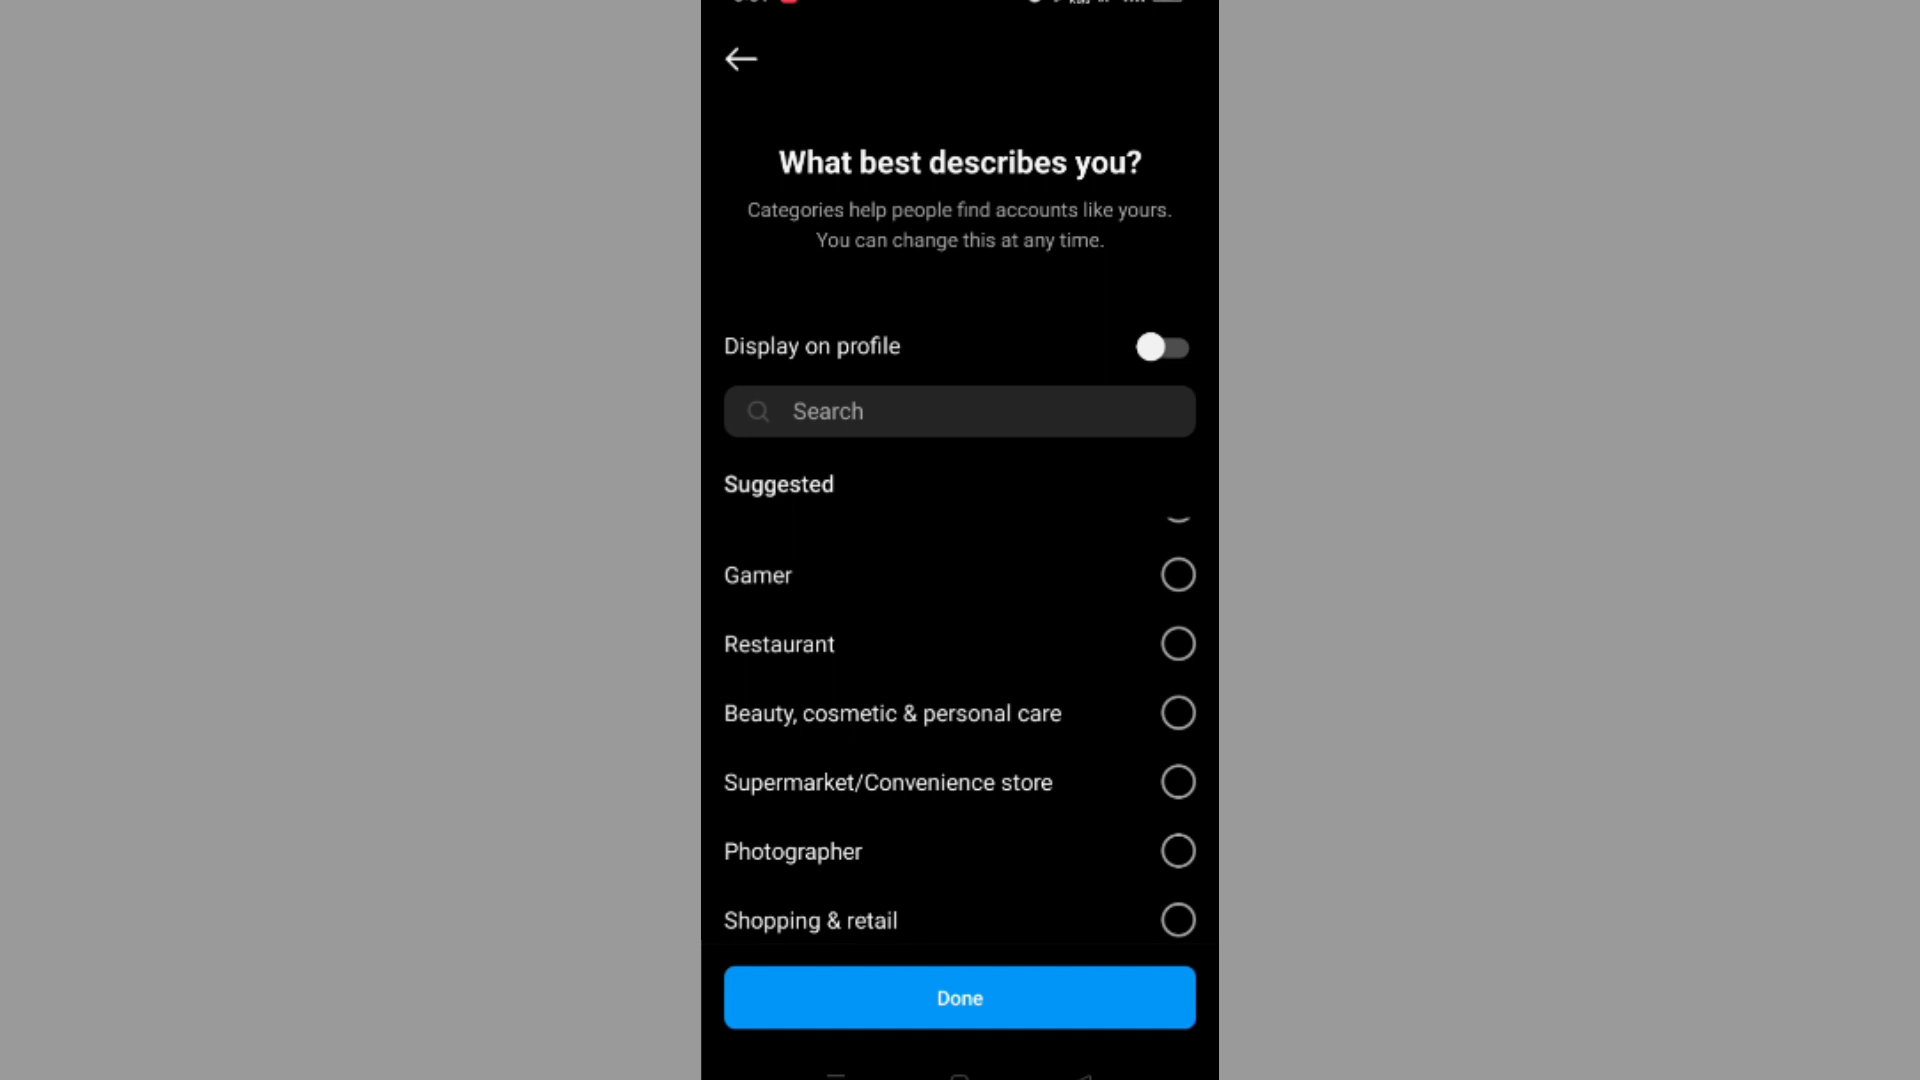 What best describes you?
Categories help people find accounts like yours.
You can change this at any time.
Display on profile
Search
Suggested
Gamer
Restaurant
Beauty, cosmetic & personal care
Supermarket/Convenience store
Photographer
Shopping & retail
Done